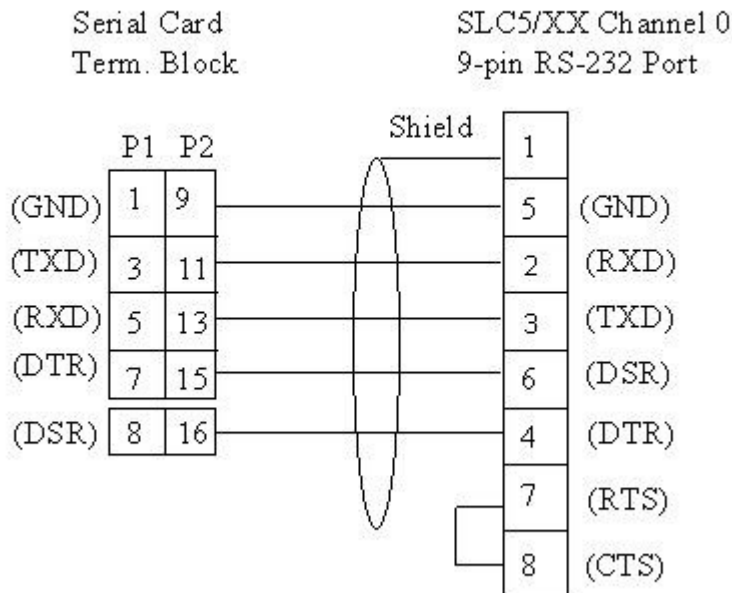 Serial Card
Term. Block
SLC5/XX Channel 0
9-pin RS-232 Port
Shield
1
P1 P2
(GND) 1 9 5 (GND)
(TXD) 3 11 2 (RXD)
(RXD) 5 13 3 (TXD)
(DTR) 7 15 6 (DSR)
(DSR) 8 16 4 (DTR)
7 (RTS)
8 (CTS)